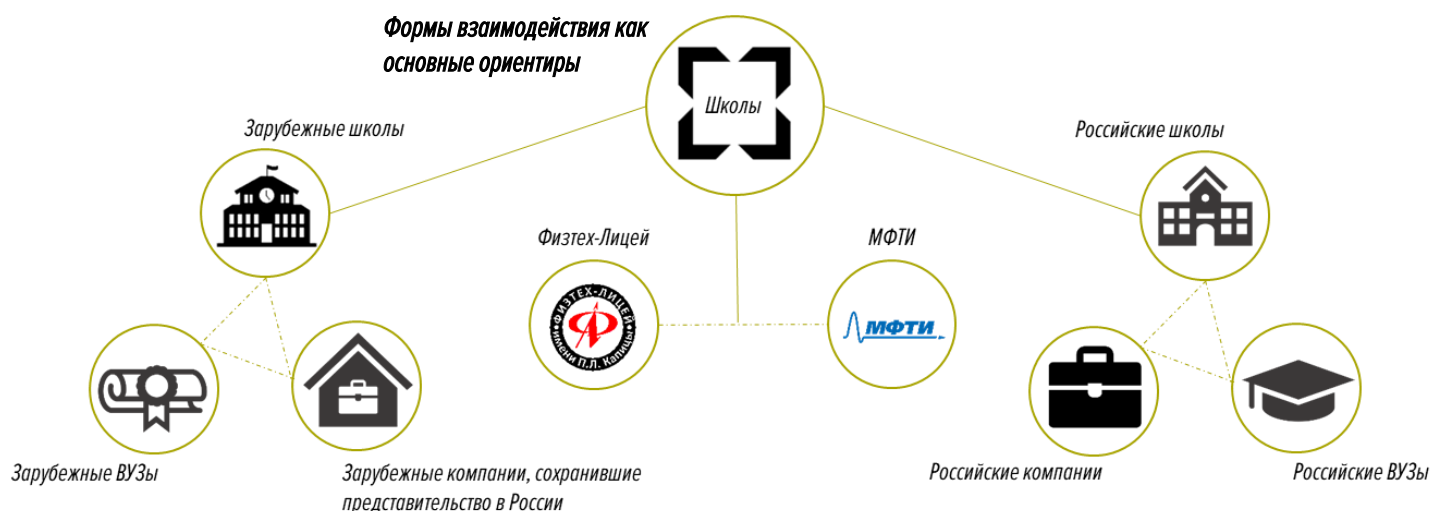 Формы взаимодействия как
основные ориентиры
Школы
Зарубежные школы
Российские школы
Физтех-Лицей
МФТИ
ФИЗТЕХ-ЛИЦЕЙ
имени П.Л. Капицы
МФТИ
Зарубежные ВУЗы
Зарубежные компании, сохранившие
представительство в России
Российские компании
Российские ВУЗы